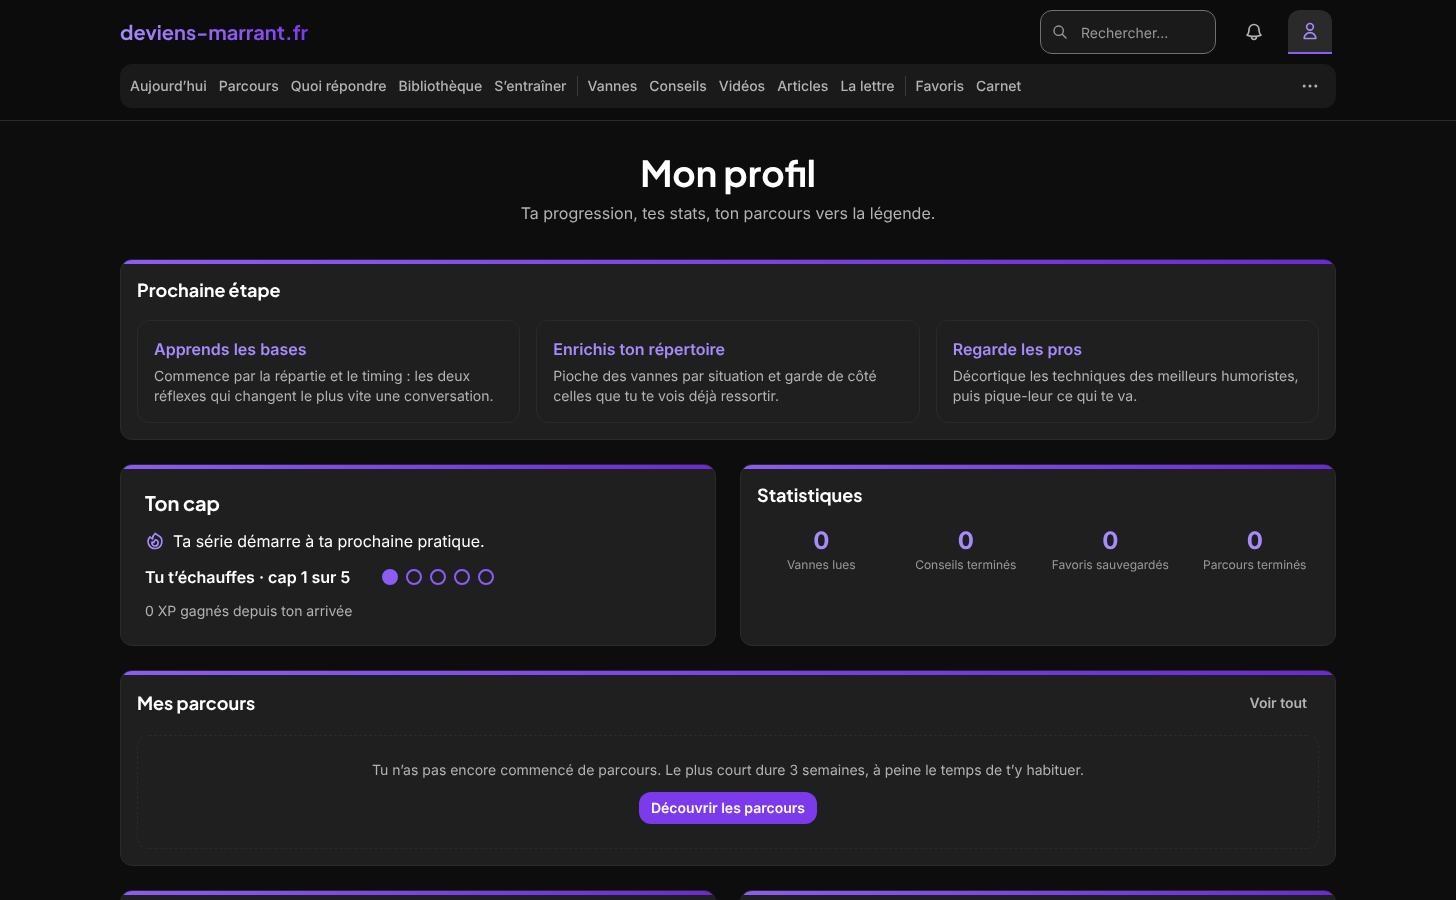 deviens-marrant.fr
Rechercher...
Aujourd’hui Parcours Quoi répondre Bibliothèque S’entraîner Vannes Conseils Vidéos Articles La lettre Favoris Carnet
Mon profil
Ta progression, tes stats, ton parcours vers la légende.
Prochaine étape
Apprends les bases
Commence par la répartie et le timing : les deux
réflexes qui changent le plus vite une conversation.
Enrichis ton répertoire
Pioche des vannes par situation et garde de côté
celles que tu te vois déjà ressortir.
Regarde les pros
Décortique les techniques des meilleurs humoristes,
puis pique-leur ce qui te va.
Ton cap
Ta série démarre à ta prochaine pratique.
Tu t’échauffes · cap 1 sur 5
0 XP gagnés depuis ton arrivée
Statistiques
0 0 0 0
Vannes lues Conseils terminés Favoris sauvegardés Parcours terminés
Mes parcours
Voir tout
Tu n’as pas encore commencé de parcours. Le plus court dure 3 semaines, à peine le temps de t’y habituer.
Découvrir les parcours